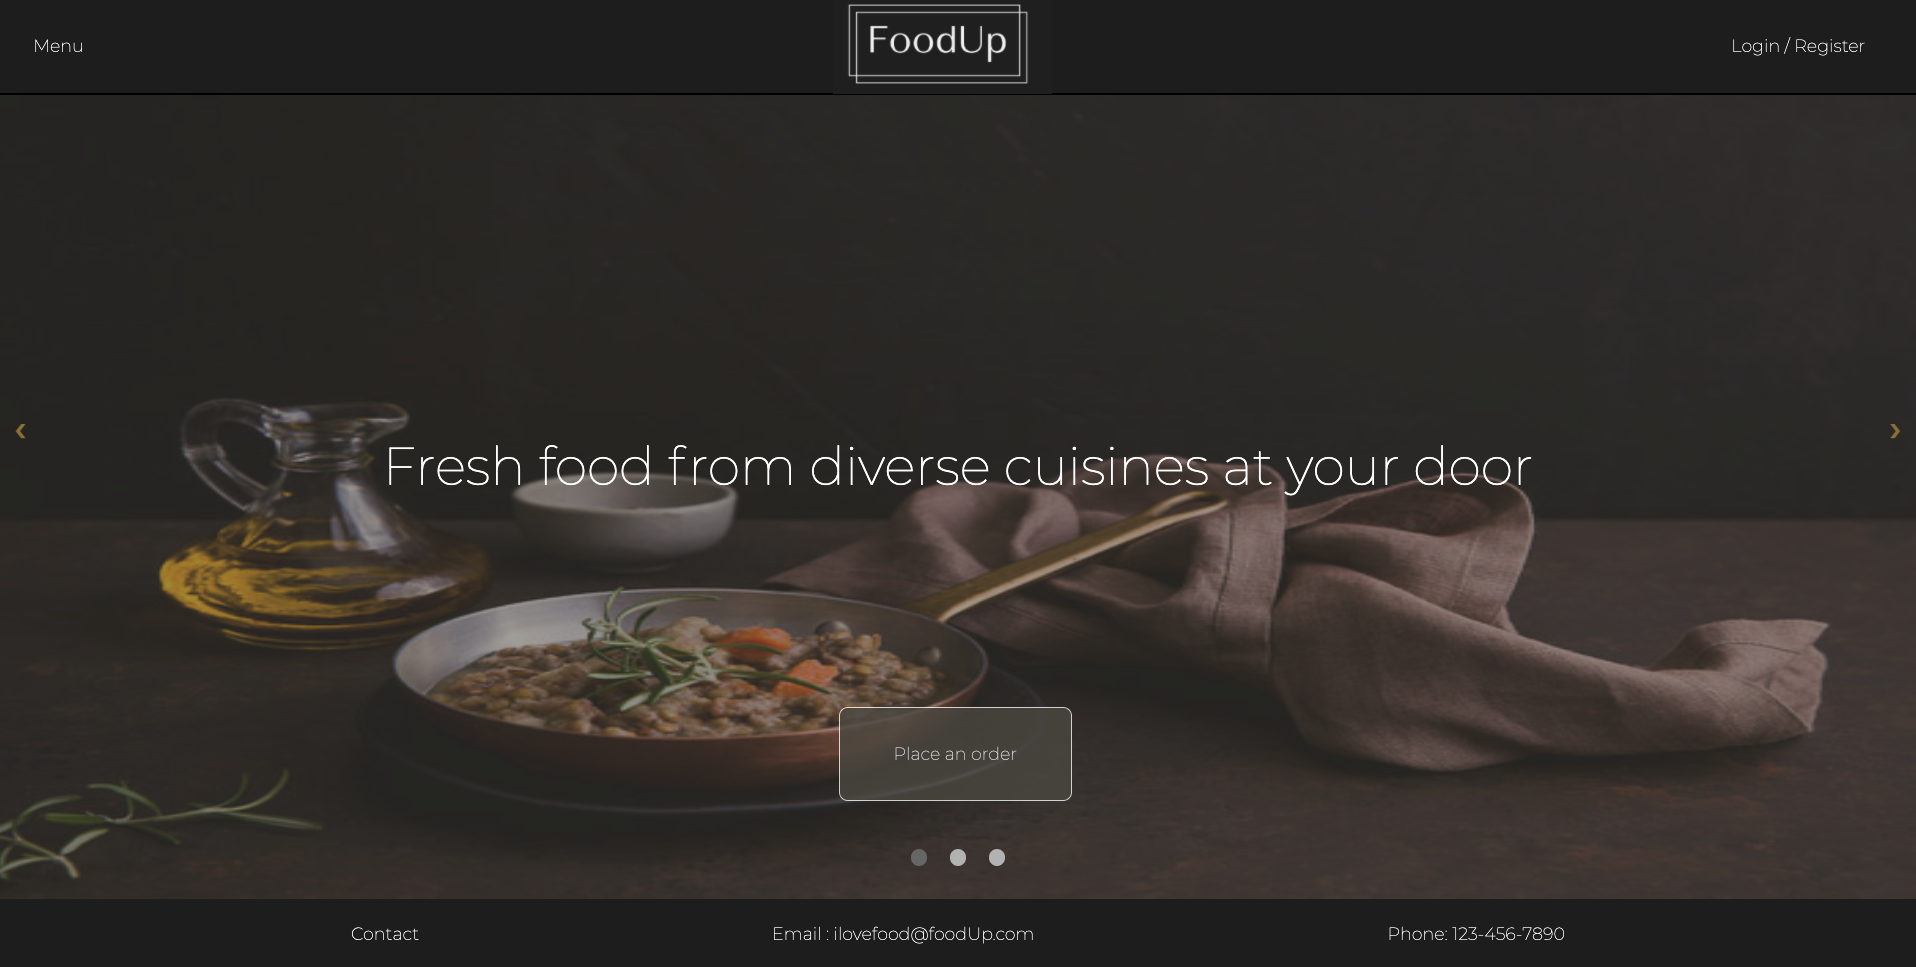 Menu
FoodUp
Login / Register
Fresh food from diverse cuisines at your door
Place an order
Contact
Email : ilovefood@foodUp.com
Phone: 123-456-7890